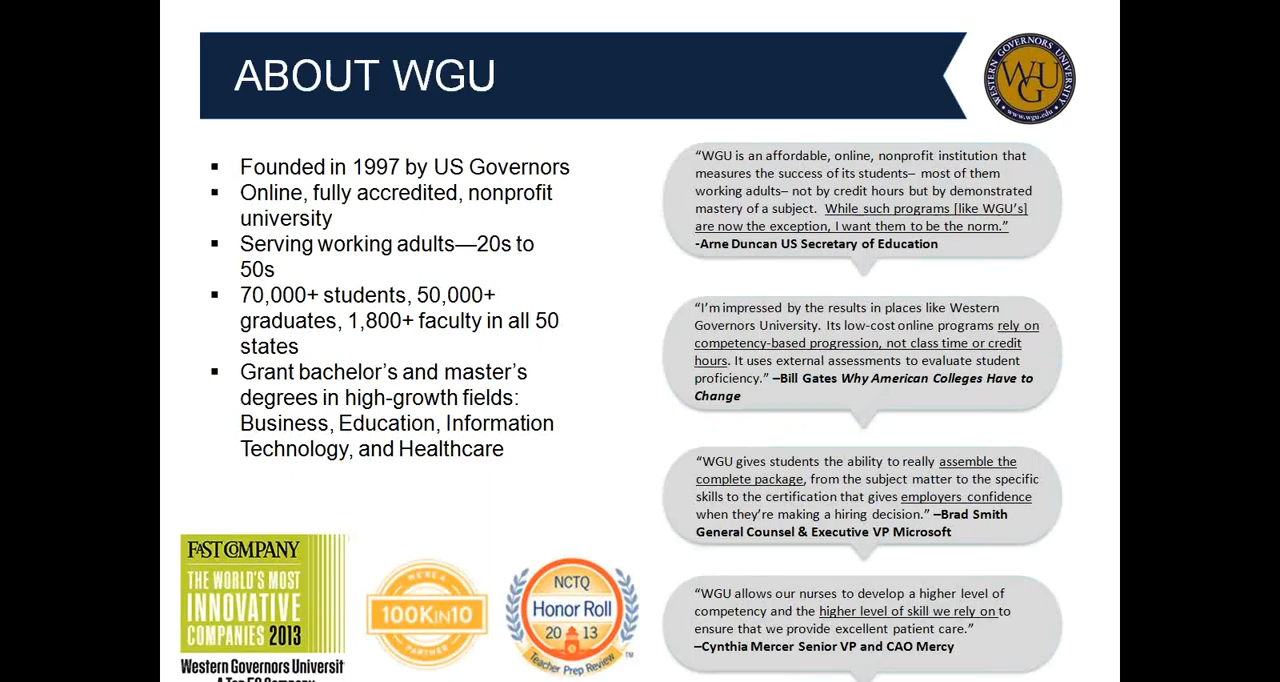 ABOUT WGU
WESTERN GOVERNORS UNIVERSITY
WGU
www.wgu.edu
▪ Founded in 1997 by US Governors
▪ Online, fully accredited, nonprofit
university
▪ Serving working adults—20s to
50s
▪ 70,000+ students, 50,000+
graduates, 1,800+ faculty in all 50
states
▪ Grant bachelor’s and master’s
degrees in high-growth fields:
Business, Education, Information
Technology, and Healthcare
“WGU is an affordable, online, nonprofit institution that
measures the success of its students– most of them
working adults– not by credit hours but by demonstrated
mastery of a subject. While such programs [like WGU’s]
are now the exception, I want them to be the norm.”
-Arne Duncan US Secretary of Education
“I’m impressed by the results in places like Western
Governors University. Its low-cost online programs rely on
competency-based progression, not class time or credit
hours. It uses external assessments to evaluate student
proficiency.” –Bill Gates Why American Colleges Have to
Change
“WGU gives students the ability to really assemble the
complete package, from the subject matter to the specific
skills to the certification that gives employers confidence
when they’re making a hiring decision.” –Brad Smith
General Counsel & Executive VP Microsoft
“WGU allows our nurses to develop a higher level of
competency and the higher level of skill we rely on to
ensure that we provide excellent patient care.”
–Cynthia Mercer Senior VP and CAO Mercy
FAST COMPANY
THE WORLD'S MOST
INNOVATIVE
COMPANIES 2013
Western Governors Universit
WE'RE A
100KIN10
PARTNER
NCTQ
Honor Roll
20 13
Teacher Prep Review
TM